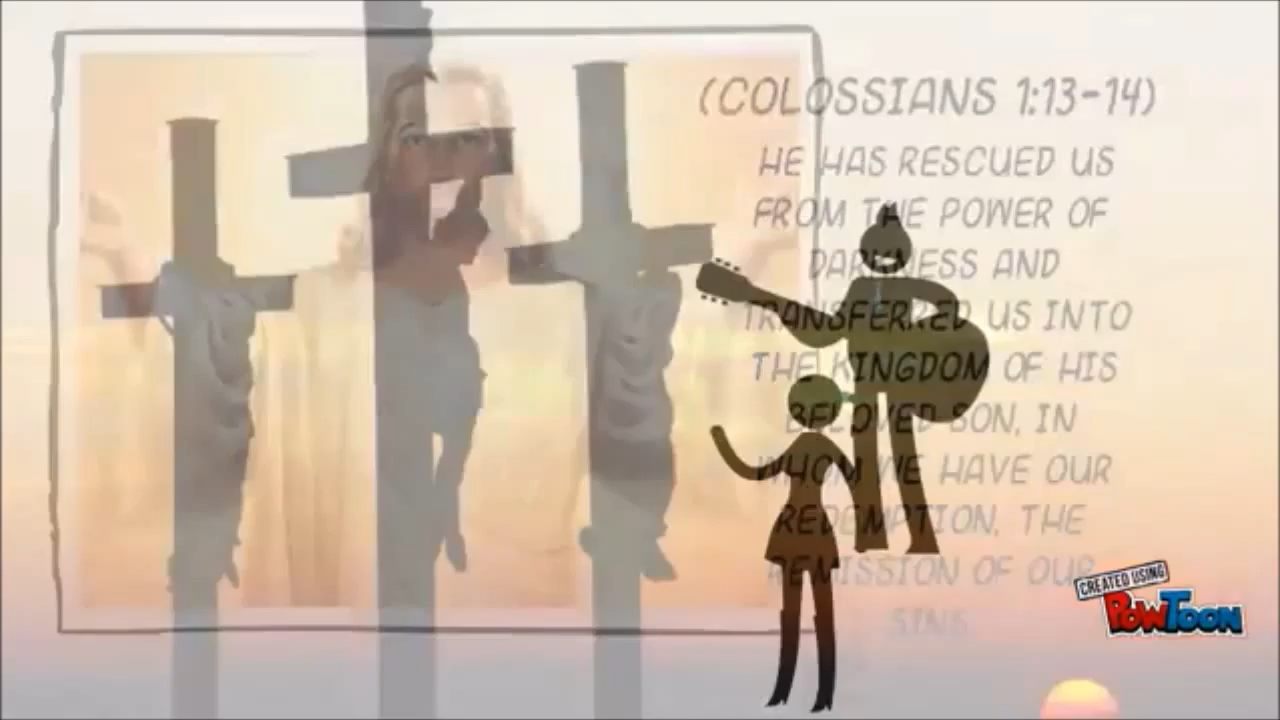 (COLOSSIANS 1:13-14)
HE HAS RESCUED US
FROM THE POWER OF
DARKNESS AND
TRANSFERRED US INTO
THE KINGDOM OF HIS
BELOVED SON, IN
WHOM WE HAVE OUR
REDEMPTION, THE
REMISSION OF OUR
SINS
CREATED USING
POWTOON